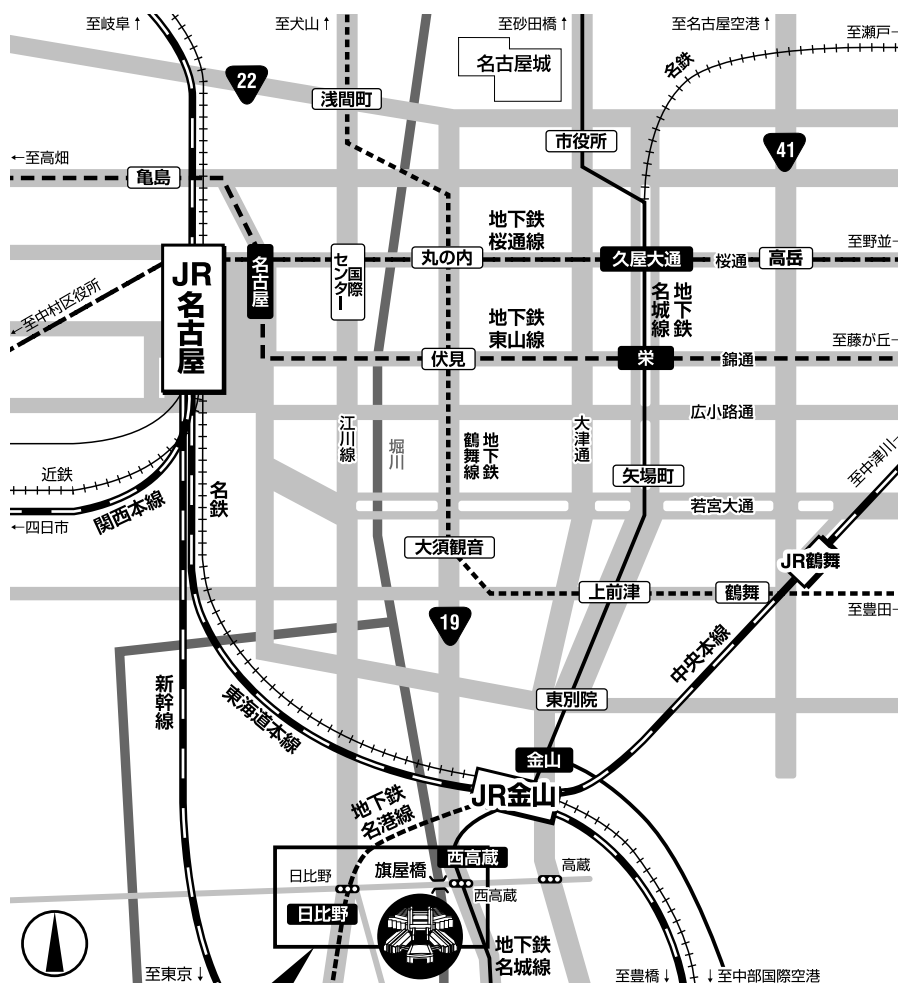 至岐阜↑
至犬山↑
至砂田橋↑
至名古屋空港↑
至瀬戸→
名古屋城
名鉄
22
浅間町
市役所
41
←至高畑
亀島
地下鉄
桜通線
JR
名古屋
名古屋
国際
センター
丸の内
久屋大通
桜通
高岳
至野並→
←至中村区役所
地下鉄
名城線
地下鉄
東山線
伏見
栄
錦通
至藤が丘→
広小路通
江川線
堀川
地下鉄
鶴舞線
大津通
矢場町
至中津川→
近鉄
関西本線
名鉄
←四日市
若宮大通
大須観音
JR鶴舞
上前津
鶴舞
至豊田→
19
新幹線
東海道本線
中央本線
東別院
金山
JR金山
地下鉄
名港線
西高蔵
日比野
旗屋橋
高蔵
西高蔵
日比野
地下鉄
名城線
至東京↓
至豊橋↓
↓至中部国際空港